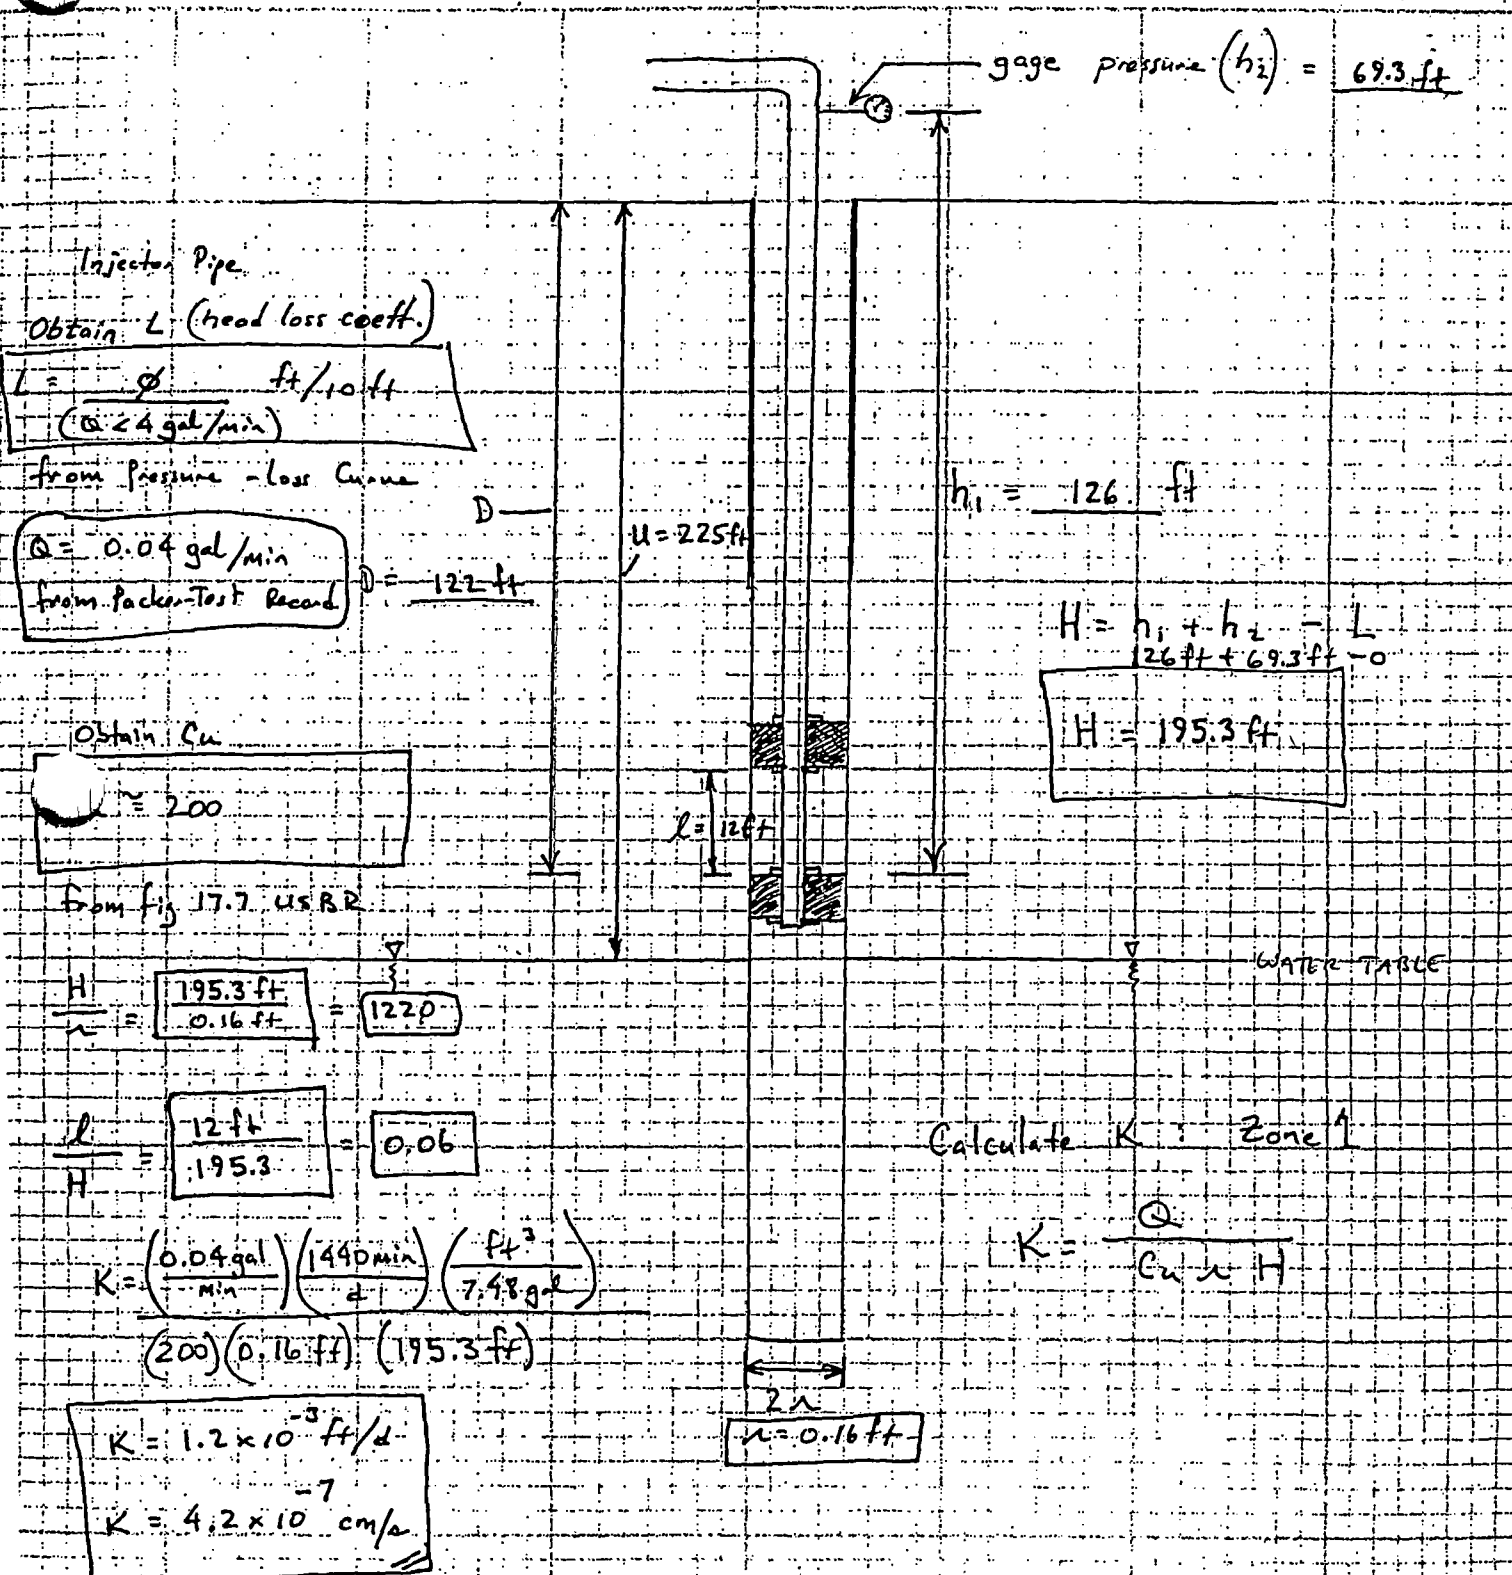 gage pressure (h₂) = 69.3 ft
Injector Pipe
Obtain L (head loss coeff.)
L = ∅ ft/10 ft
(Q < 4 gal/min)
from Pressure - Loss Curve
Q = 0.04 gal/min
from Packer-Test Record
D
D = 122 ft
U = 225 ft
h₁ = 126. ft
H = h₁ + h₂ - L
126 ft + 69.3 ft - 0
H = 195.3 ft
Obtain Cu
≈ 200
from fig 17.7 USBR
l = 12 ft
WATER TABLE
H/r = 195.3 ft / 0.16 ft = 1220
l/H = 12 ft / 195.3 = 0.06
Calculate K : Zone 1
K = Q / Cu r H
K = (0.04 gal/min) (1440 min/d) (ft³/7.48 gal)
(200) (0.16 ft) (195.3 ft)
K = 1.2 x 10⁻³ ft/d
K = 4.2 x 10⁻⁷ cm/s
2r
r = 0.16 ft